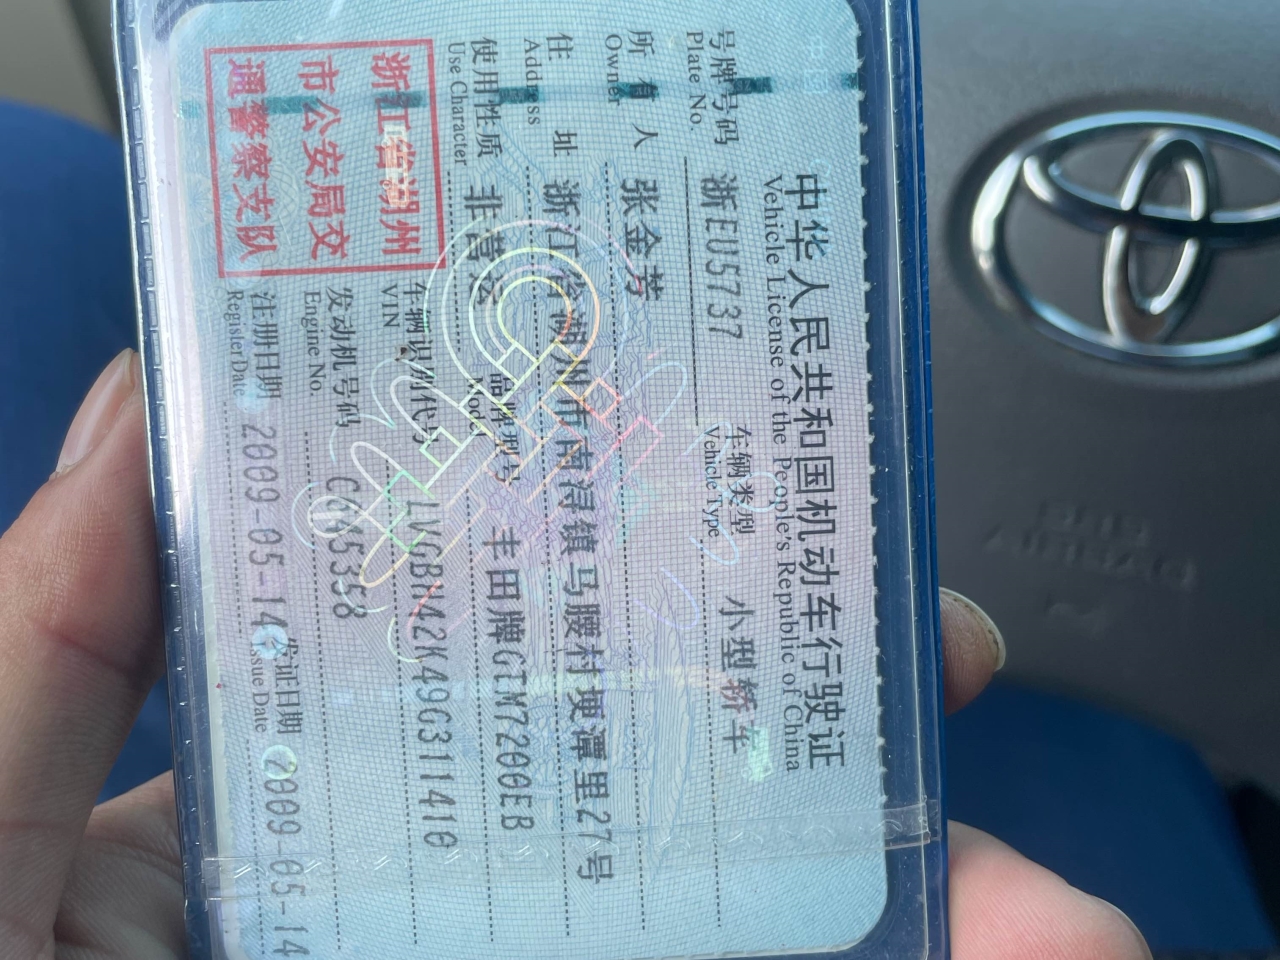 中华人民共和国机动车行驶证
Vehicle License of the People's Republic of China
号牌号码 浙EU5737 车辆类型 小型轿车
Plate No. Vehicle Type
所有人 张金芳
Owner
住址 浙江省湖州市南浔镇马腰村更潭里27号
Address
使用性质 非营运 品牌型号 丰田牌GTM7200EB
Use Character Model
浙江省湖州
市公安局交
通警察支队
车辆识别代号 LVGBH42K49G311410
VIN
发动机号码 C665358
Engine No.
注册日期 2009-05-14 发证日期 2009-05-14
Register Date Issue Date
SRS
AIRBAG